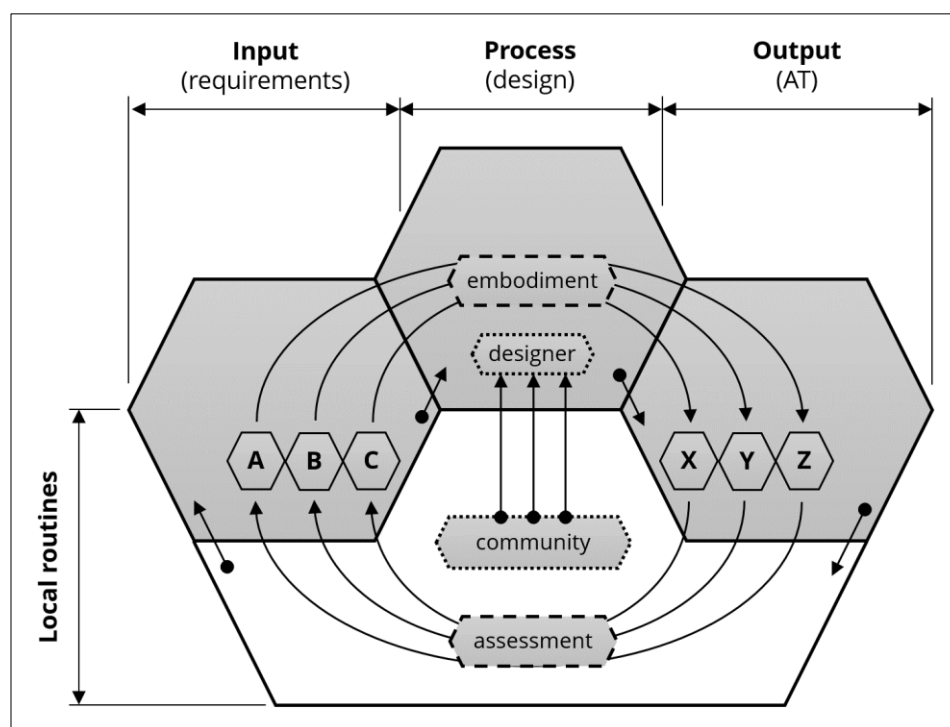 Input
(requirements)
Process
(design)
Output
(AT)
embodiment
designer
A
B
C
X
Y
Z
community
assessment
Local routines